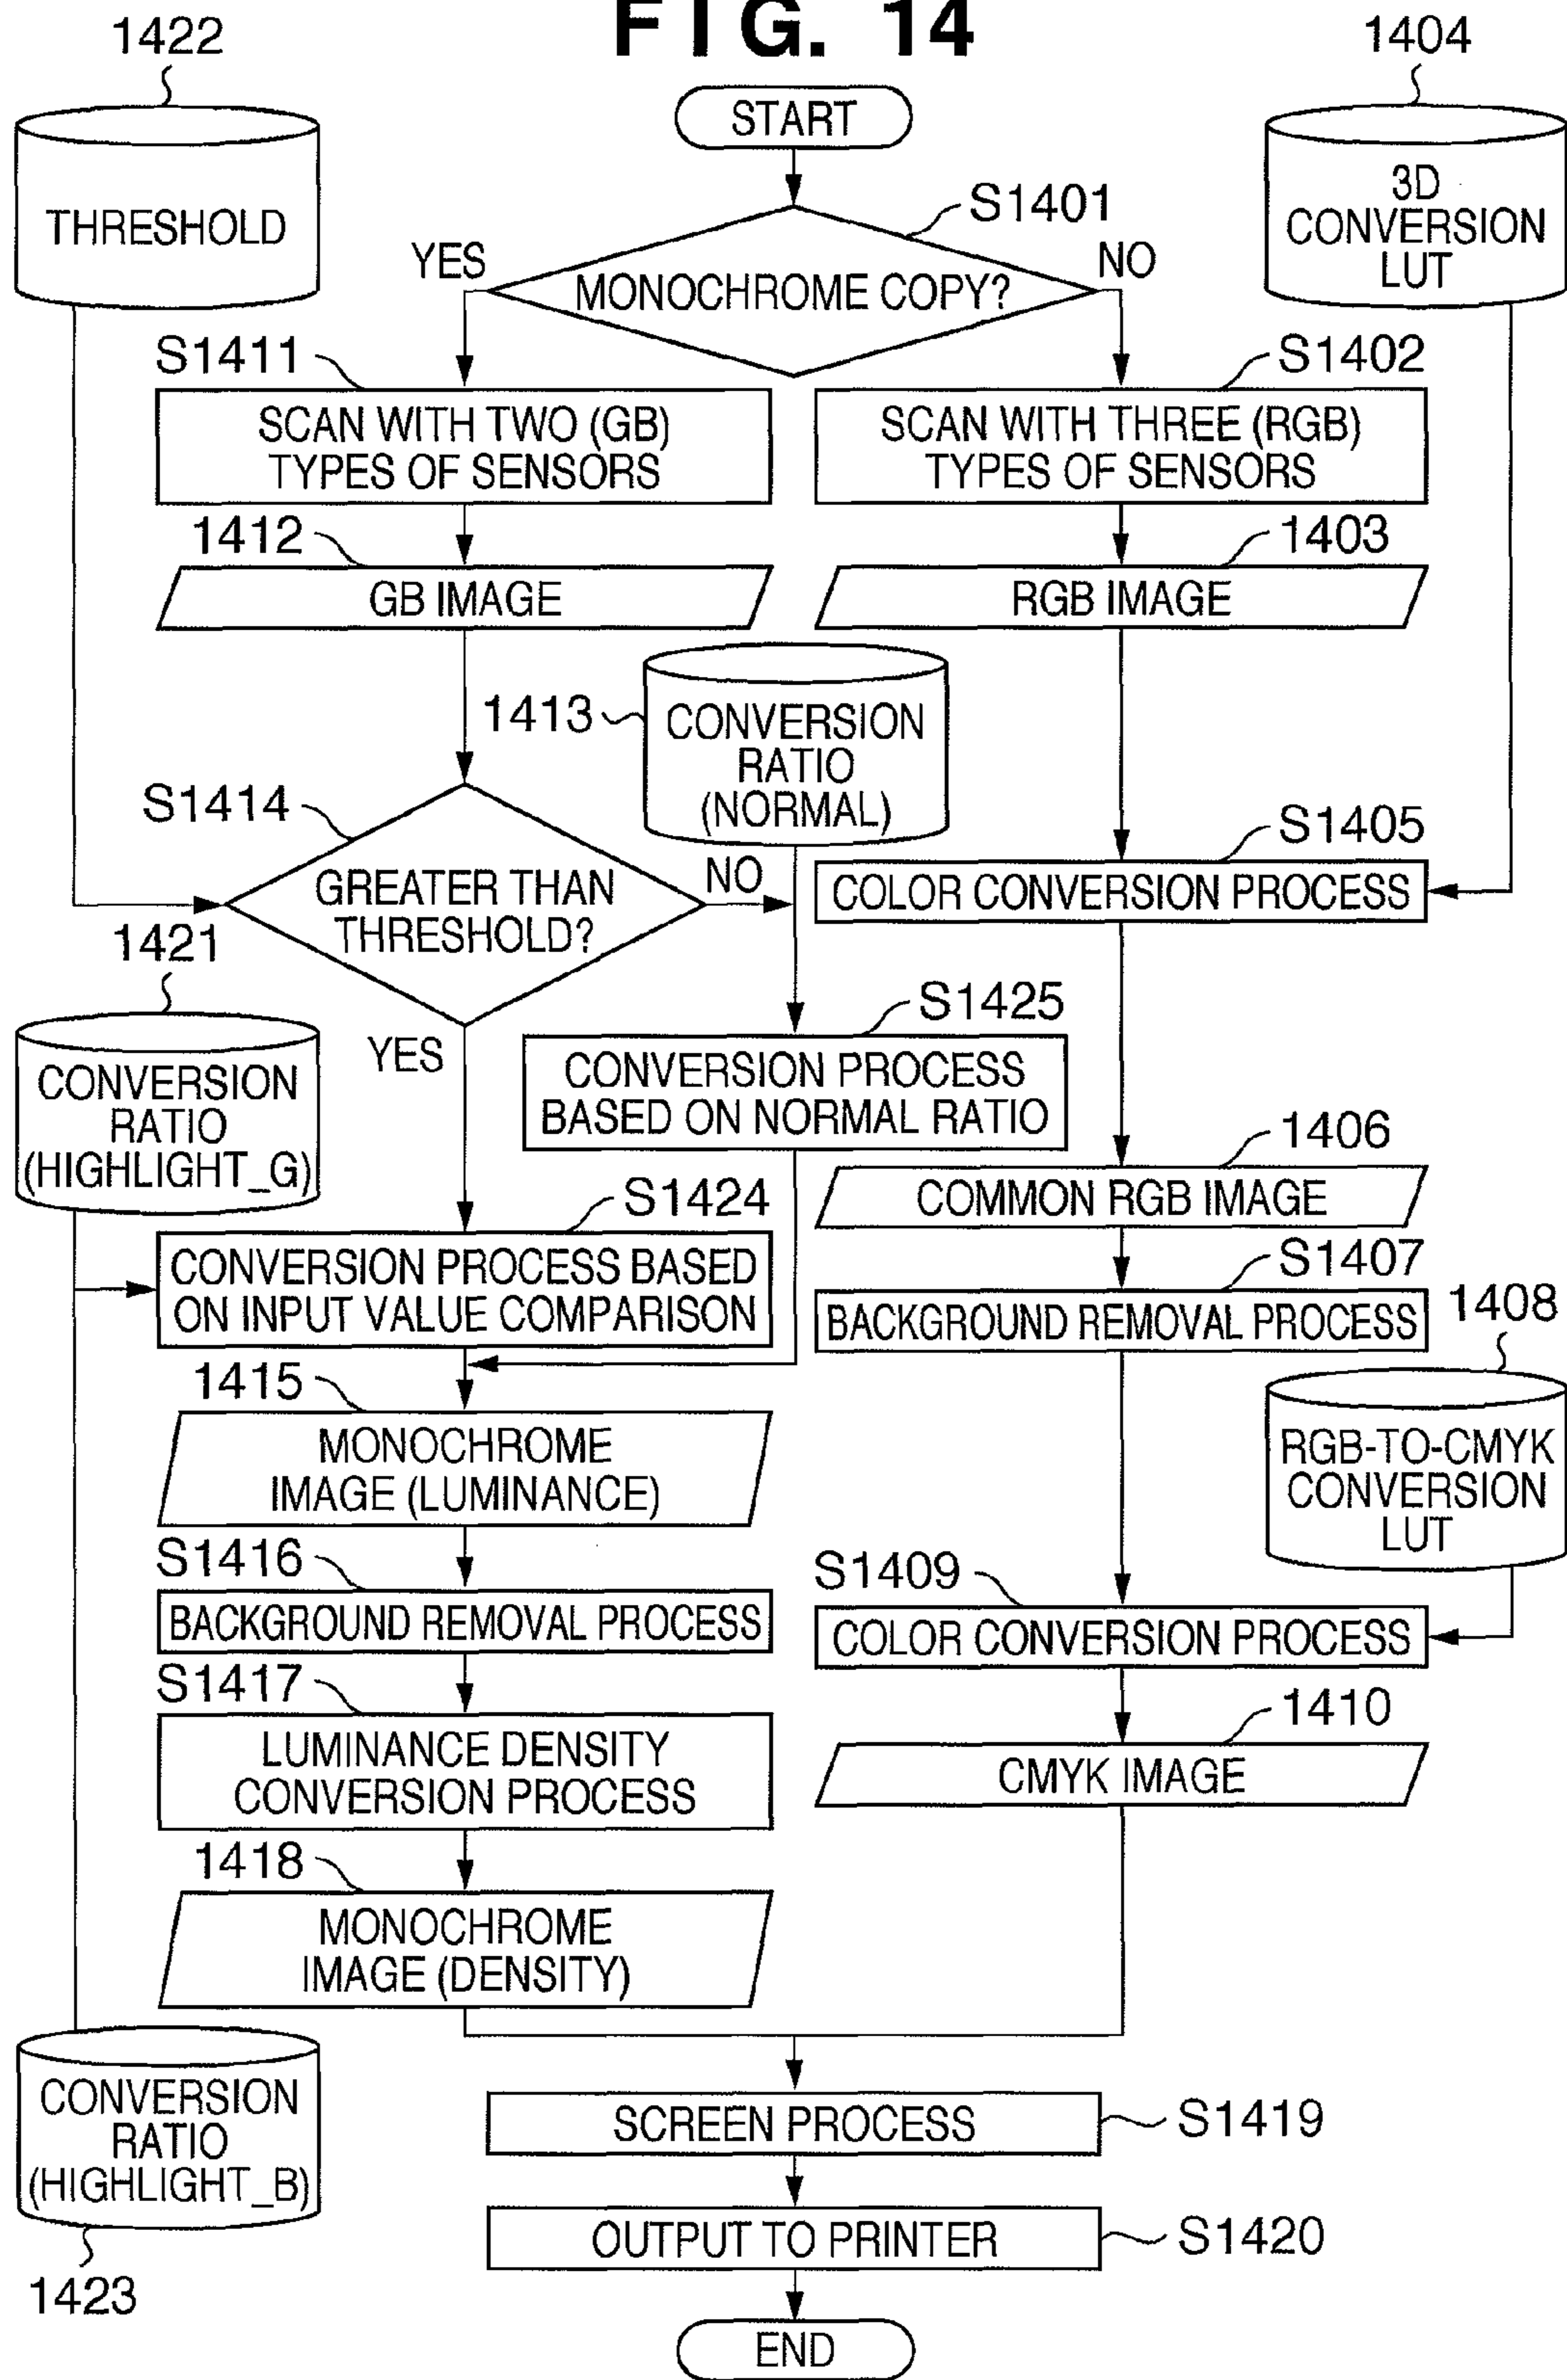 FIG. 14
1422
1404
START
THRESHOLD
3D
CONVERSION
LUT
S1401
YES
NO
MONOCHROME COPY?
S1411
S1402
SCAN WITH TWO (GB)
TYPES OF SENSORS
SCAN WITH THREE (RGB)
TYPES OF SENSORS
1412
1403
GB IMAGE
RGB IMAGE
1413
CONVERSION
RATIO
(NORMAL)
S1414
S1405
GREATER THAN
THRESHOLD?
NO
COLOR CONVERSION PROCESS
1421
S1425
YES
CONVERSION
RATIO
(HIGHLIGHT_G)
CONVERSION PROCESS
BASED ON NORMAL RATIO
1406
COMMON RGB IMAGE
S1424
CONVERSION PROCESS BASED
ON INPUT VALUE COMPARISON
S1407
BACKGROUND REMOVAL PROCESS
1408
1415
MONOCHROME
IMAGE (LUMINANCE)
RGB-TO-CMYK
CONVERSION
LUT
S1416
S1409
BACKGROUND REMOVAL PROCESS
COLOR CONVERSION PROCESS
S1417
1410
LUMINANCE DENSITY
CONVERSION PROCESS
CMYK IMAGE
1418
MONOCHROME
IMAGE (DENSITY)
CONVERSION
RATIO
(HIGHLIGHT_B)
SCREEN PROCESS
S1419
OUTPUT TO PRINTER
S1420
1423
END